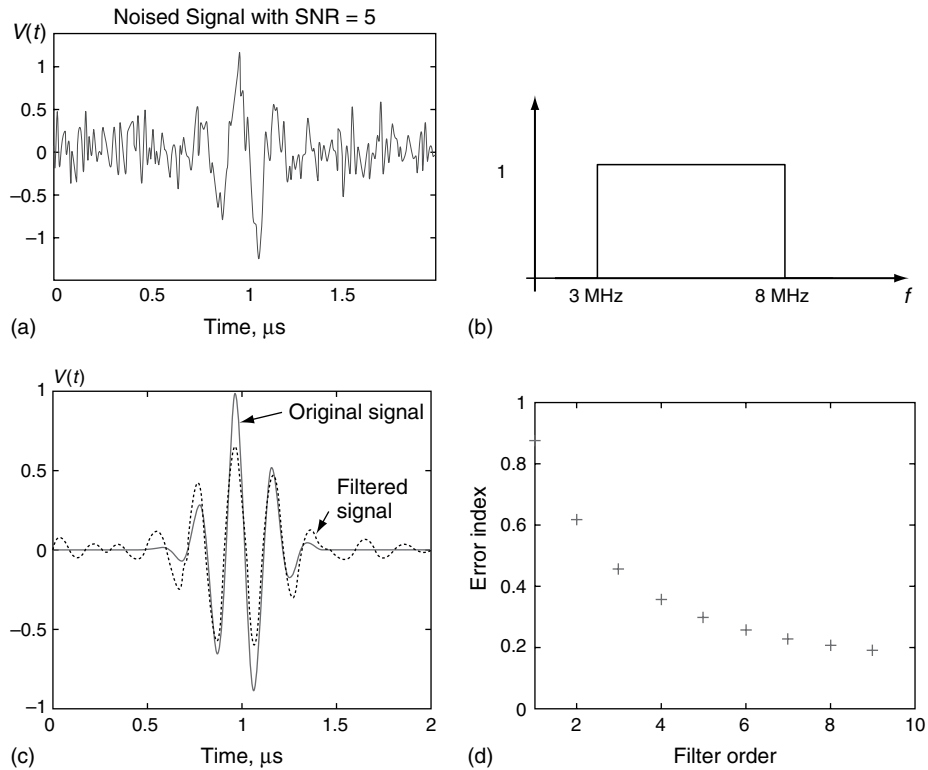 Noised Signal with SNR = 5
V(t)
1
0.5
0
−0.5
−1
0
0.5
1
1.5
(a)
Time, μs
1
3 MHz
8 MHz
f
(b)
V(t)
1
0.5
0
−0.5
−1
Original signal
Filtered
signal
0
0.5
1
1.5
2
(c)
Time, μs
1
0.8
0.6
0.4
0.2
0
Error index
2
4
6
8
10
(d)
Filter order